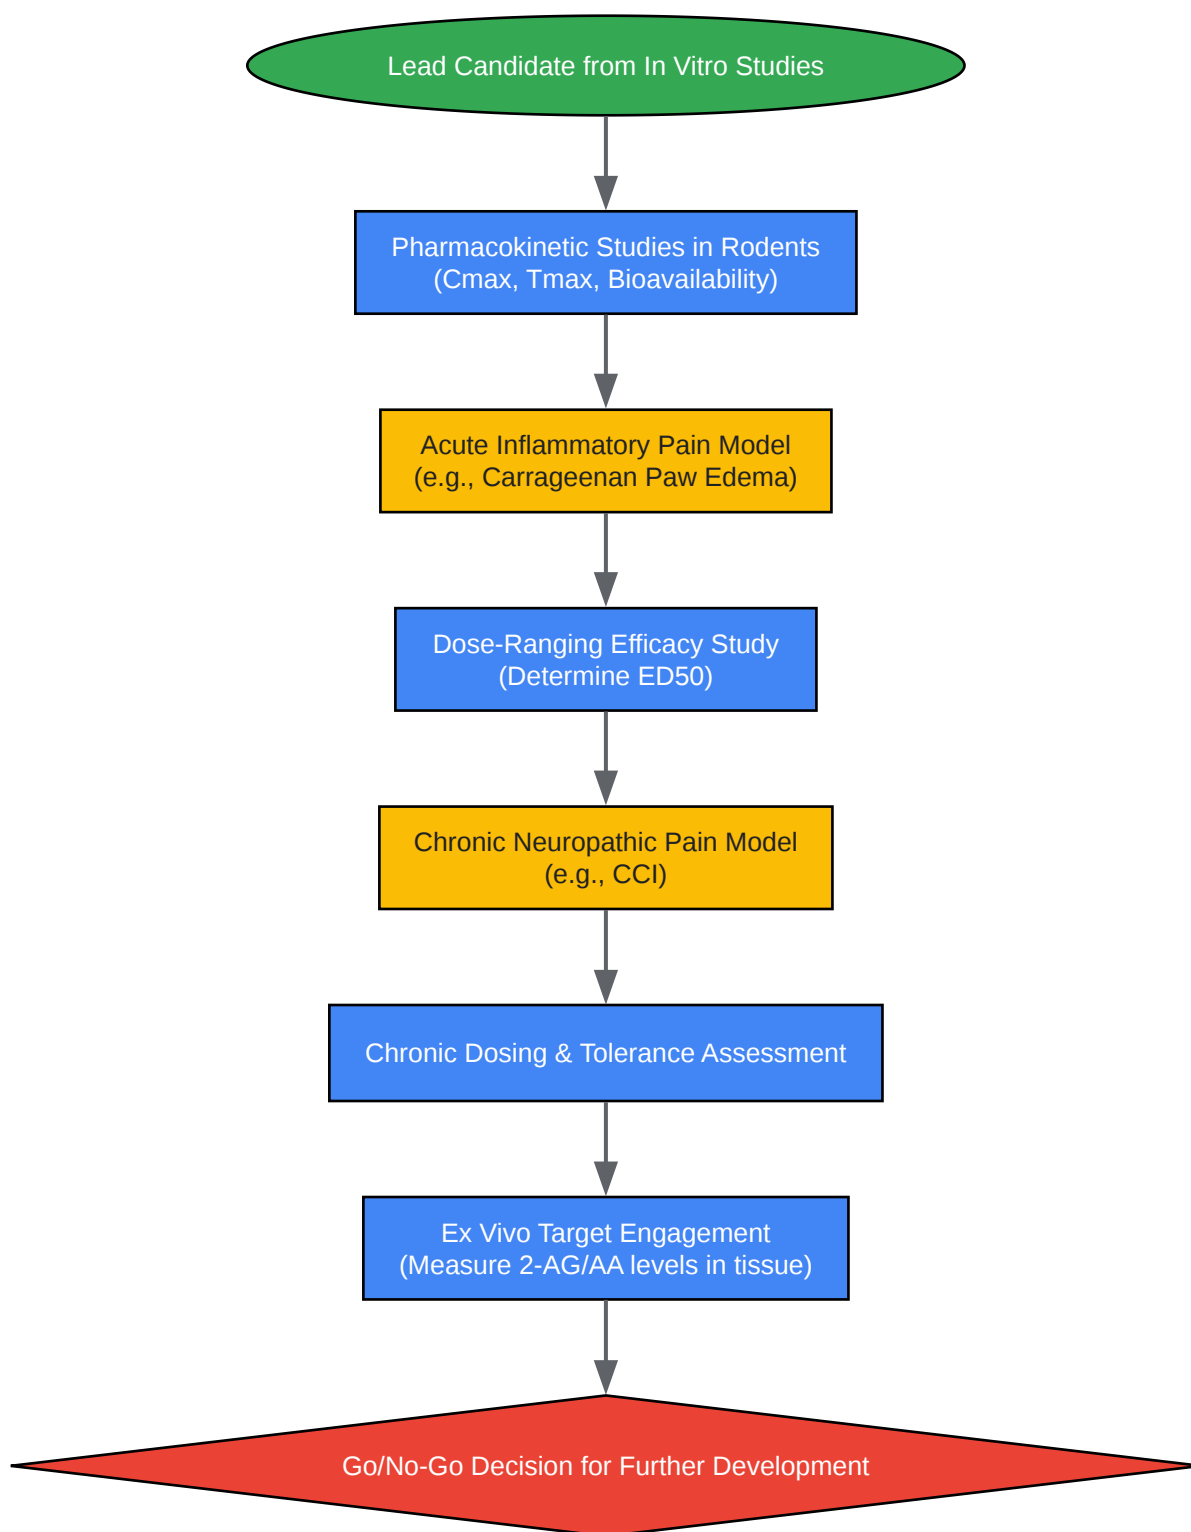 Lead Candidate from In Vitro Studies
Pharmacokinetic Studies in Rodents
(Cmax, Tmax, Bioavailability)
Acute Inflammatory Pain Model
(e.g., Carrageenan Paw Edema)
Dose-Ranging Efficacy Study
(Determine ED50)
Chronic Neuropathic Pain Model
(e.g., CCI)
Chronic Dosing & Tolerance Assessment
Ex Vivo Target Engagement
(Measure 2-AG/AA levels in tissue)
Go/No-Go Decision for Further Development